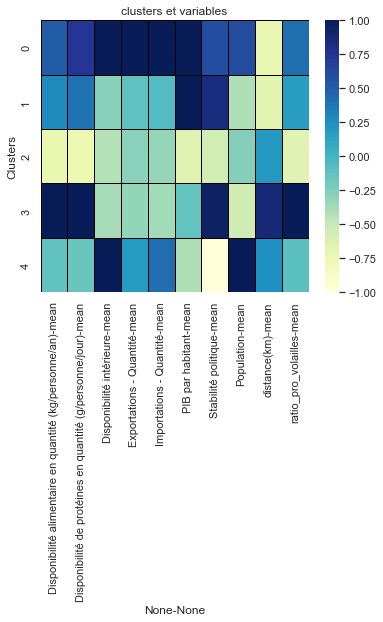 clusters et variables
Clusters
0
1
2
3
4
1.00
0.75
0.50
0.25
0.00
−0.25
−0.50
−0.75
−1.00
Disponibilité alimentaire en quantité (kg/personne/an)-mean
Disponibilité de protéines en quantité (g/personne/jour)-mean
Disponibilité intérieure-mean
Exportations - Quantité-mean
Importations - Quantité-mean
PIB par habitant-mean
Stabilité politique-mean
Population-mean
distance(km)-mean
ratio_pro_volailles-mean
None-None